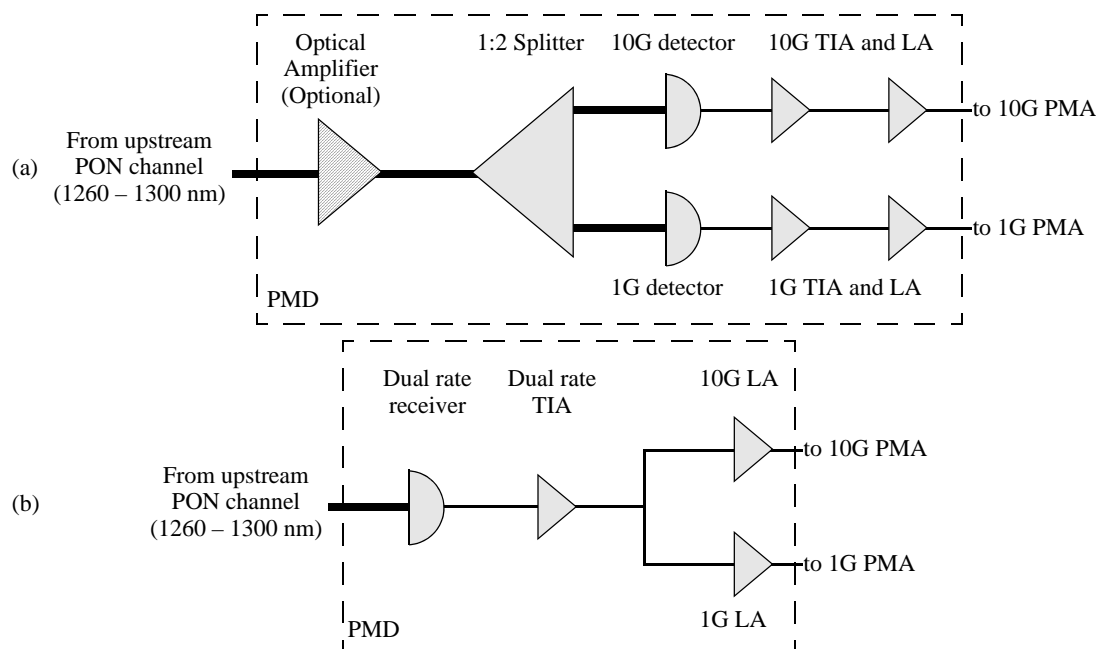 Optical
Amplifier
(Optional)
1:2 Splitter
10G detector
10G TIA and LA
(a)
From upstream
PON channel
(1260 – 1300 nm)
to 10G PMA
to 1G PMA
1G detector
1G TIA and LA
PMD
Dual rate
receiver
Dual rate
TIA
10G LA
(b)
From upstream
PON channel
(1260 – 1300 nm)
to 10G PMA
to 1G PMA
1G LA
PMD